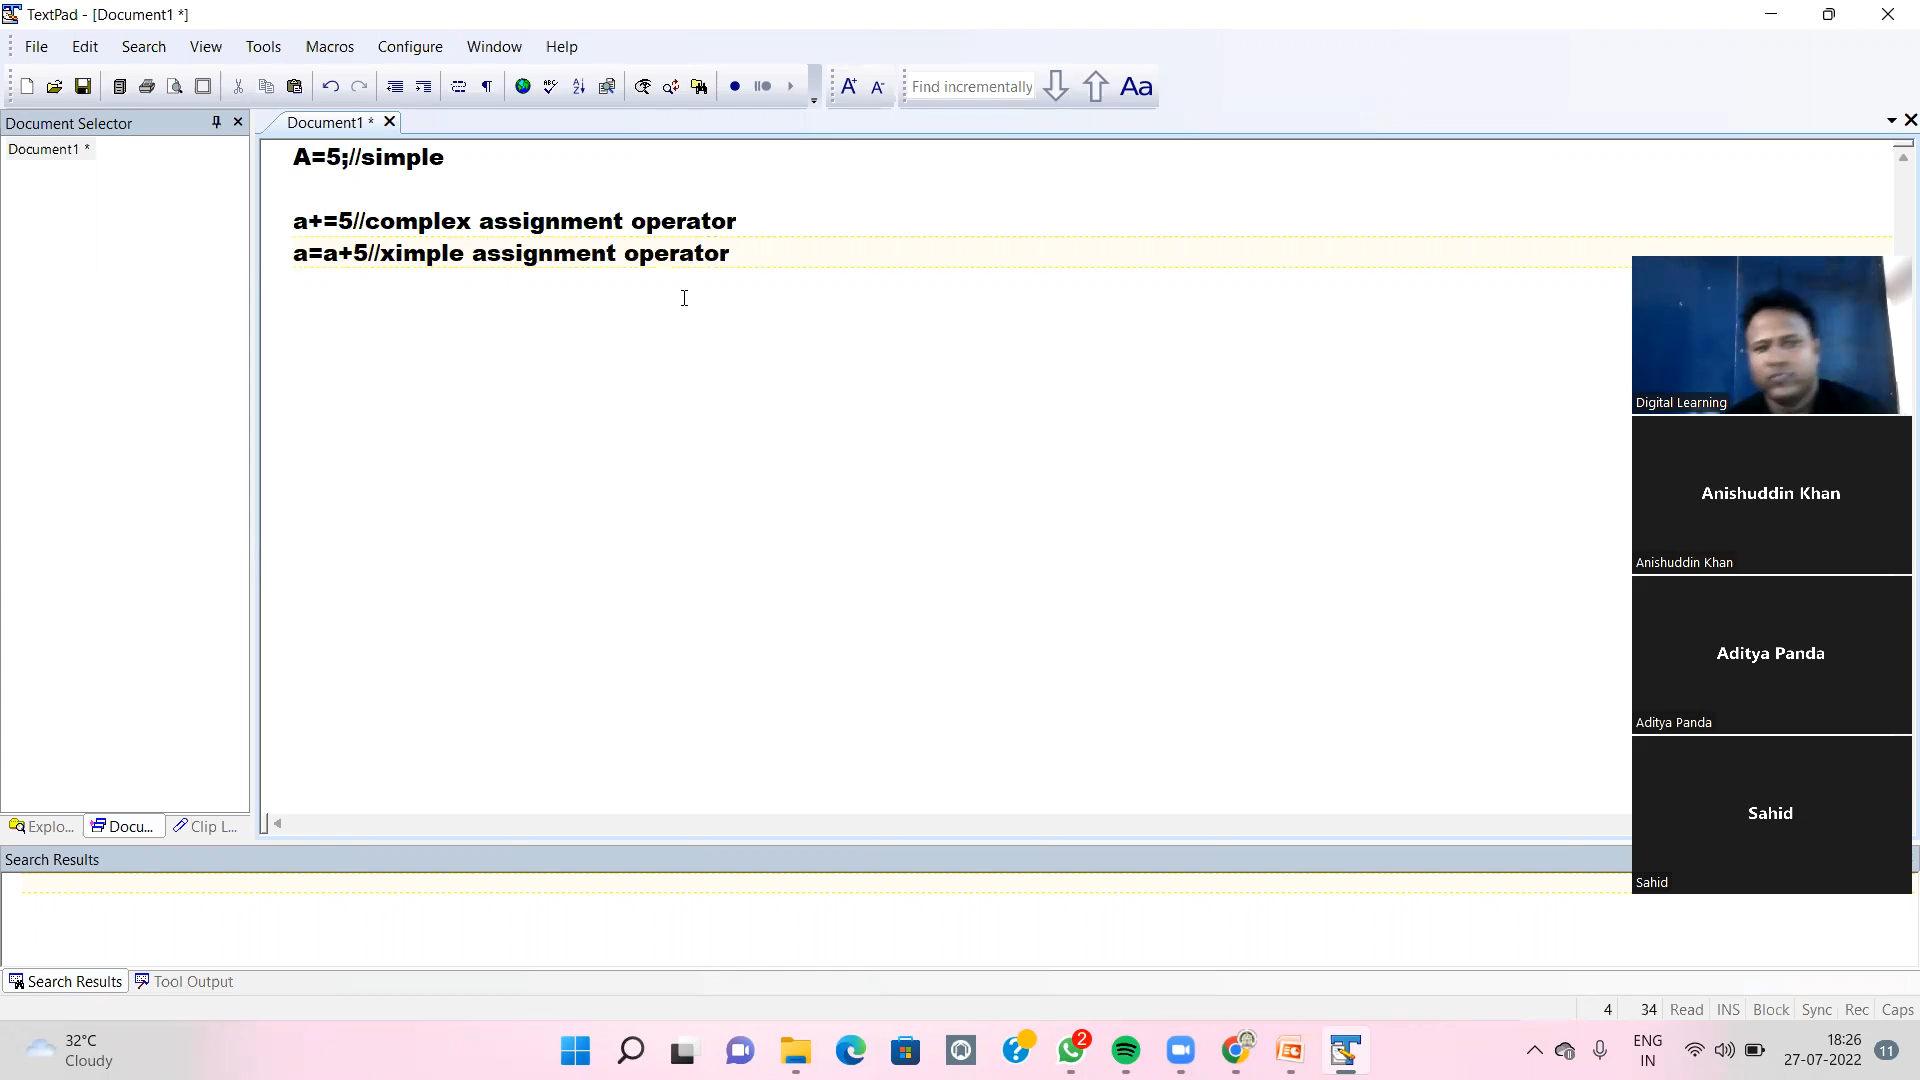 TextPad - [Document1 *]
File Edit Search View Tools Macros Configure Window Help
Find incrementally
Aa
Document Selector
Document1 *
Document1 *
A=5;//simple
a+=5//complex assignment operator
a=a+5//ximple assignment operator
Digital Learning
Anishuddin Khan
Anishuddin Khan
Aditya Panda
Aditya Panda
Sahid
Sahid
Explo... Docu... Clip L...
Search Results
Search Results Tool Output
4 34 Read INS Block Sync Rec Caps
32°C
Cloudy
2
ENG
IN
18:26
27-07-2022
11